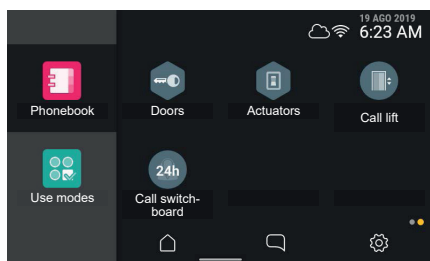 19 AGO 2019
6:23 AM
Phonebook
Doors
Actuators
Call lift
Use modes
24h
Call switch-
board